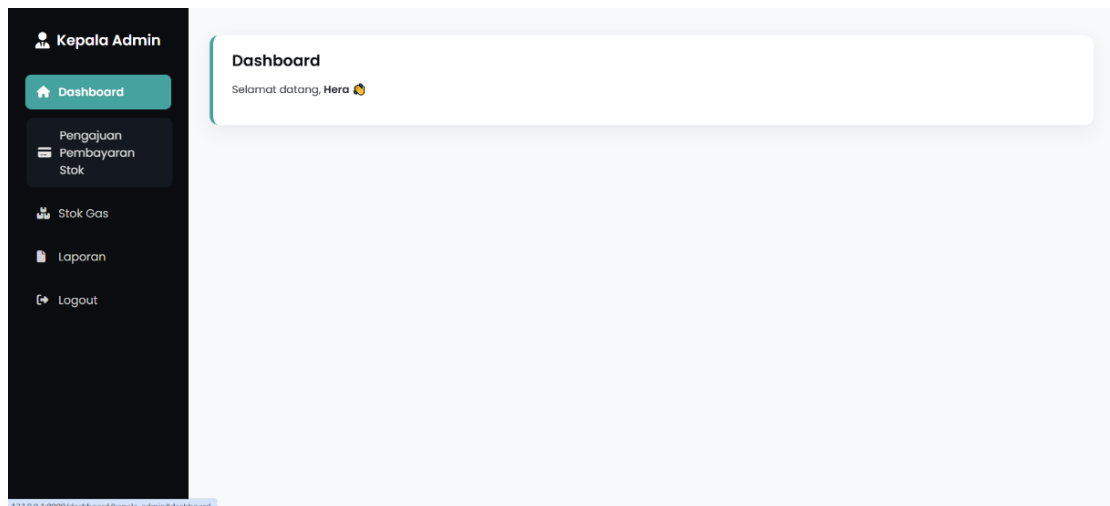 Kepala Admin
Dashboard
Pengajuan
Pembayaran
Stok
Stok Gas
Laporan
Logout
Dashboard
Selamat datang, Hera 👋